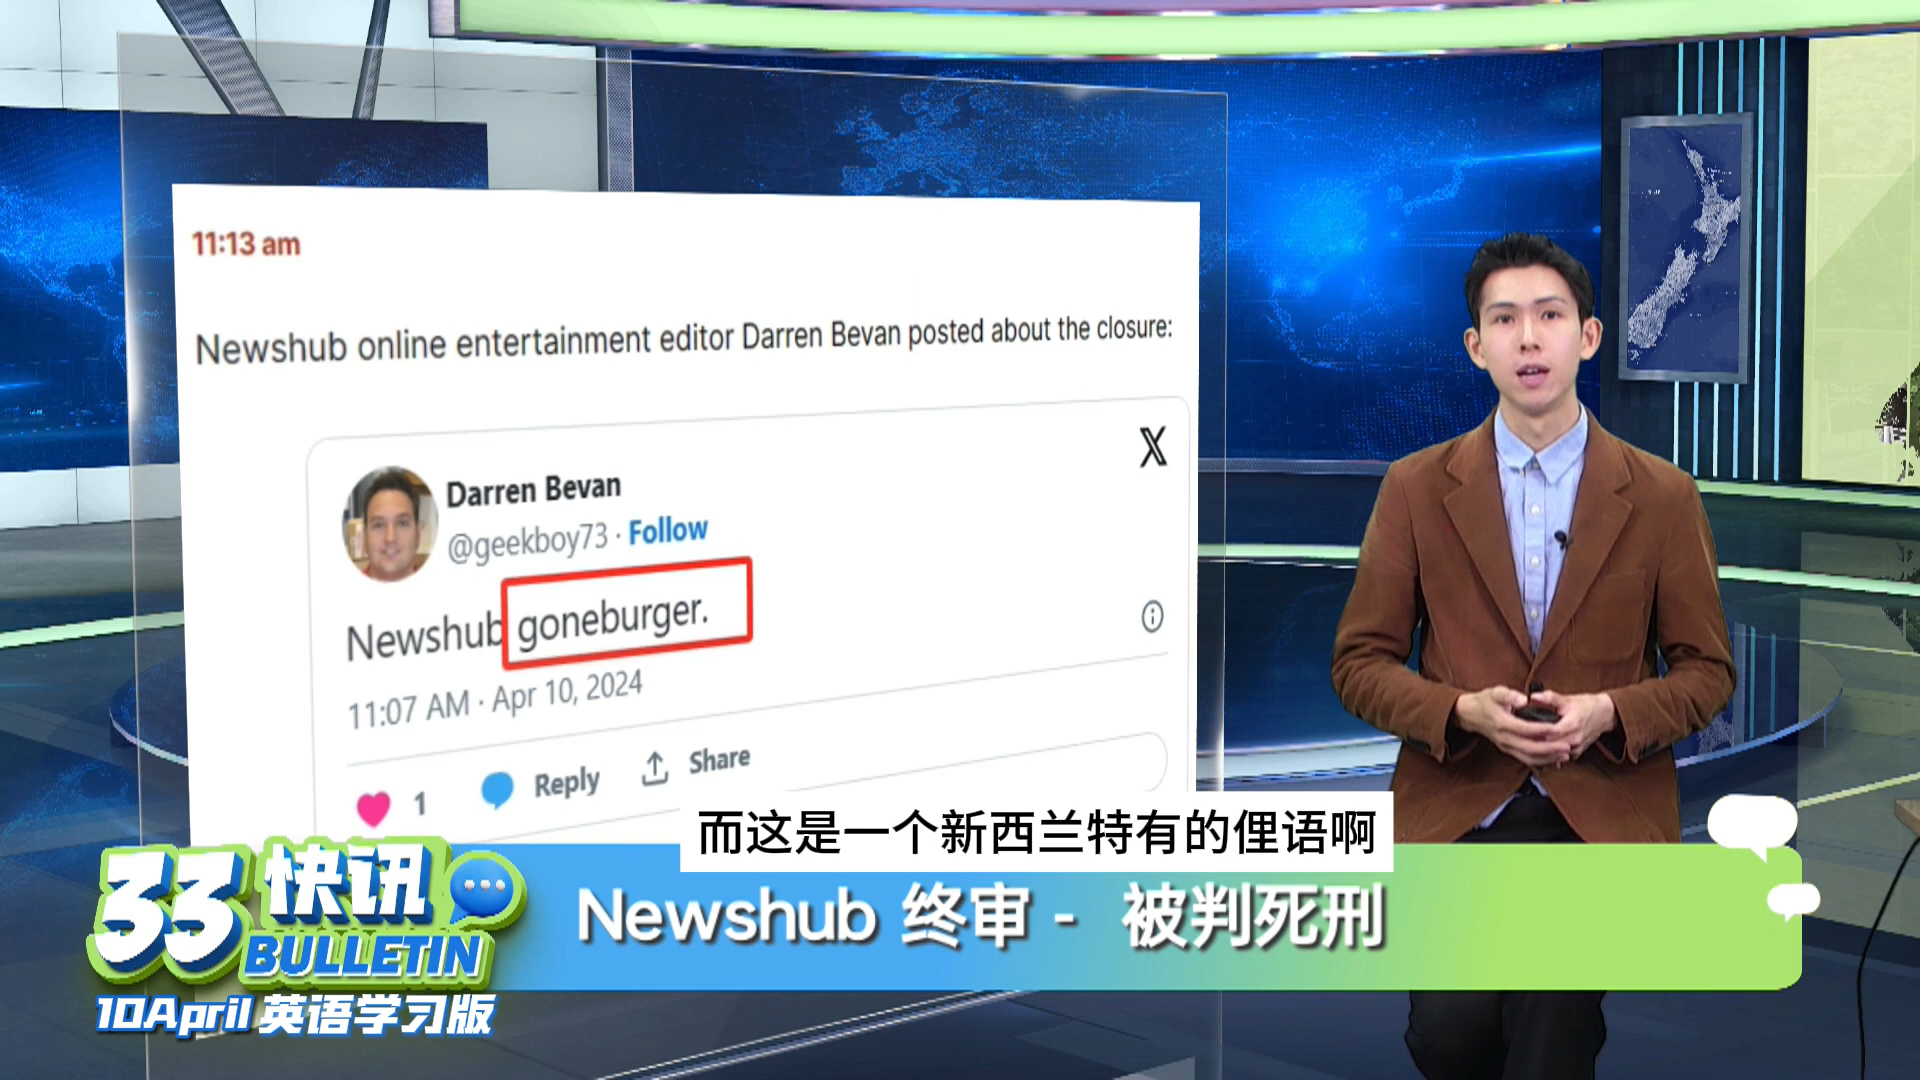 11:13 am
Newshub online entertainment editor Darren Bevan posted about the closure:
Darren Bevan
@geekboy73 · Follow
Newshub goneburger.
11:07 AM · Apr 10, 2024
1 Reply Share
而这是一个新西兰特有的俚语啊
Newshub 终审 - 被判死刑
33快讯
BULLETIN
10April 英语学习版